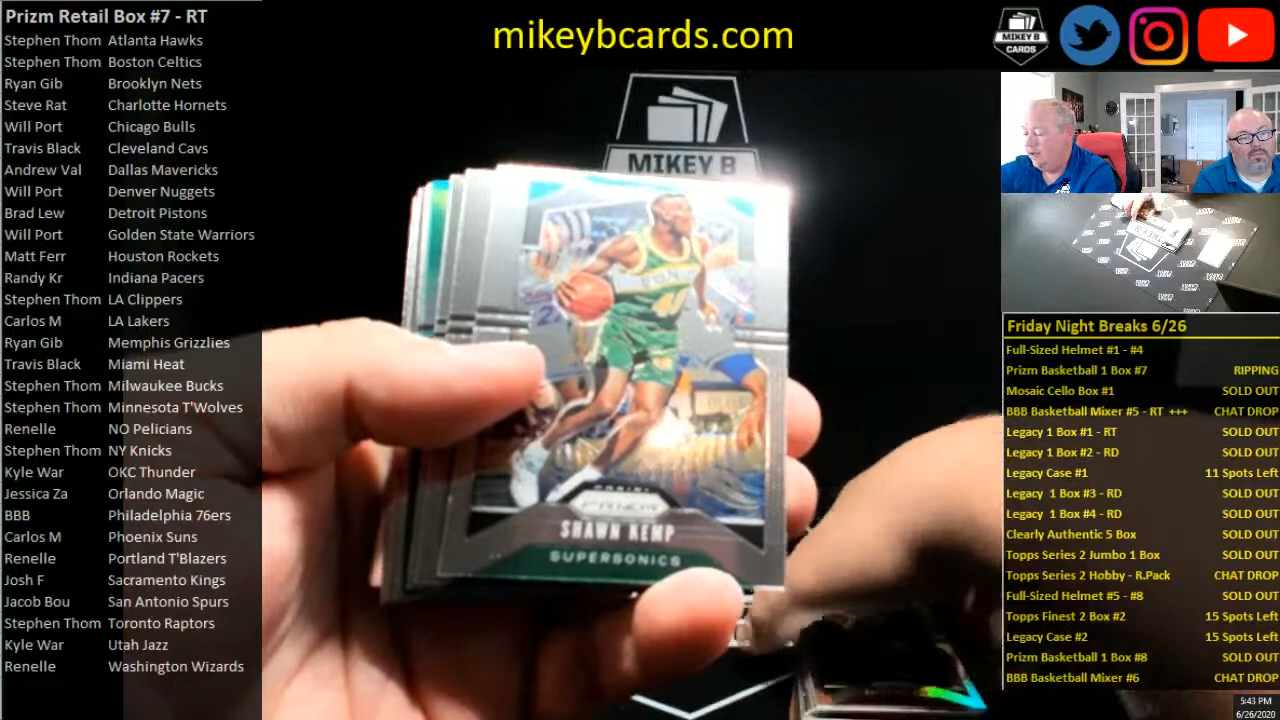 Prizm Retail Box #7 - RT
Stephen Thom Atlanta Hawks
Stephen Thom Boston Celtics
Ryan Gib Brooklyn Nets
Steve Rat Charlotte Hornets
Will Port Chicago Bulls
Travis Black Cleveland Cavs
Andrew Val Dallas Mavericks
Will Port Denver Nuggets
Brad Lew Detroit Pistons
Will Port Golden State Warriors
Matt Ferr Houston Rockets
Randy Kr Indiana Pacers
Stephen Thom LA Clippers
Carlos M LA Lakers
Ryan Gib Memphis Grizzlies
Travis Black Miami Heat
Stephen Thom Milwaukee Bucks
Stephen Thom Minnesota T'Wolves
Renelle NO Pelicians
Stephen Thom NY Knicks
Kyle War OKC Thunder
Jessica Za Orlando Magic
BBB Philadelphia 76ers
Carlos M Phoenix Suns
Renelle Portland T'Blazers
Josh F Sacramento Kings
Jacob Bou San Antonio Spurs
Stephen Thom Toronto Raptors
Kyle War Utah Jazz
Renelle Washington Wizards
mikeybcards.com
MIKEY B
CARDS
MIKEY B
PANINI
PRIZM
SHAWN KEMP
SUPERSONICS
MIKEY B
Friday Night Breaks 6/26
Full-Sized Helmet #1 - #4
Prizm Basketball 1 Box #7 RIPPING
Mosaic Cello Box #1 SOLD OUT
BBB Basketball Mixer #5 - RT +++ CHAT DROP
Legacy 1 Box #1 - RT SOLD OUT
Legacy 1 Box #2 - RD SOLD OUT
Legacy Case #1 11 Spots Left
Legacy 1 Box #3 - RD SOLD OUT
Legacy 1 Box #4 - RD SOLD OUT
Clearly Authentic 5 Box SOLD OUT
Topps Series 2 Jumbo 1 Box SOLD OUT
Topps Series 2 Hobby - R.Pack CHAT DROP
Full-Sized Helmet #5 - #8 SOLD OUT
Topps Finest 2 Box #2 15 Spots Left
Legacy Case #2 15 Spots Left
Prizm Basketball 1 Box #8 SOLD OUT
BBB Basketball Mixer #6 CHAT DROP
5:43 PM
6/26/2020